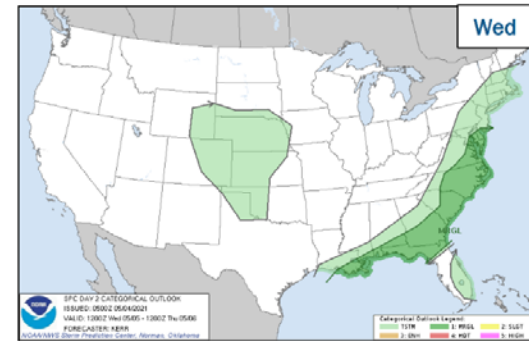 Wed
MRGL
SPC DAY 2 CATEGORICAL OUTLOOK
ISSUED: 0500Z 05/04/2021
VALID: 1200Z Wed 05/05 - 1200Z Thu 05/06
FORECASTER: KERR
NOAA/NWS Storm Prediction Center, Norman, Oklahoma
Categorical Outlook Legend:
TSTM 1: MRGL 2: SLGT
3: ENH 4: MDT 5: HIGH